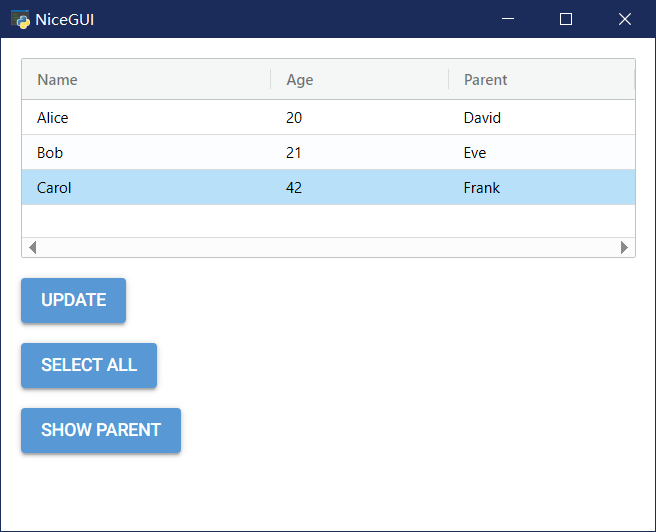 NiceGUI
Name Age Parent
Alice 20 David
Bob 21 Eve
Carol 42 Frank
UPDATE
SELECT ALL
SHOW PARENT